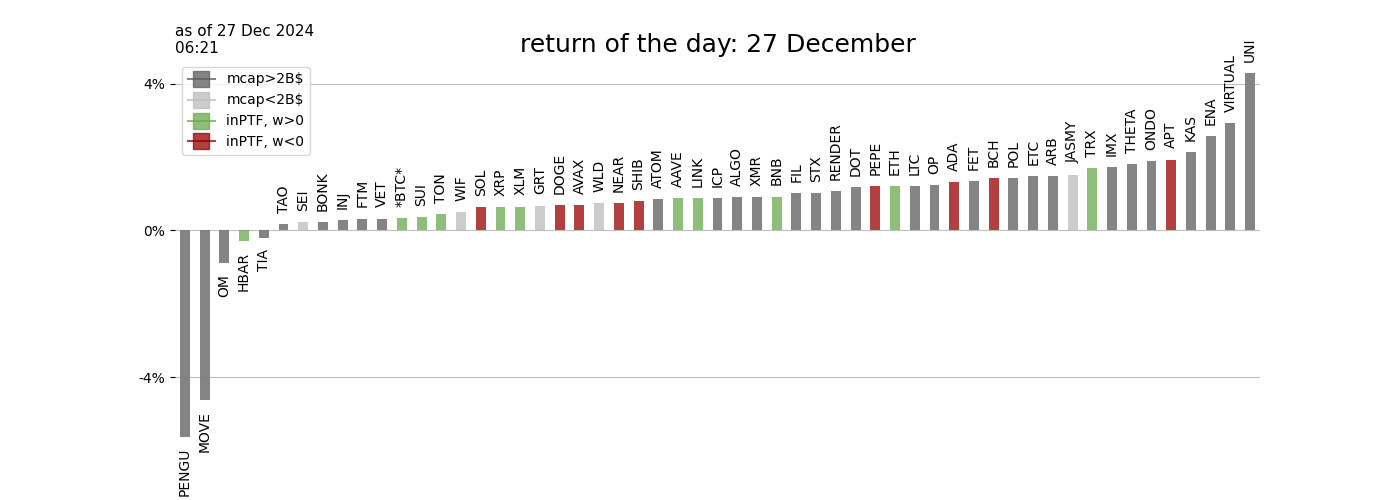 as of 27 Dec 2024
06:21
return of the day: 27 December
mcap>2B$
mcap<2B$
inPTF, w>0
inPTF, w<0
4%
0%
-4%
PENGU
MOVE
OM
HBAR
TIA
TAO
SEI
BONK
INJ
FTM
VET
*BTC*
SUI
TON
WIF
SOL
XRP
XLM
GRT
DOGE
AVAX
WLD
NEAR
SHIB
ATOM
AAVE
LINK
ICP
ALGO
XMR
BNB
FIL
STX
RENDER
DOT
PEPE
ETH
LTC
OP
ADA
FET
BCH
POL
ETC
ARB
JASMY
TRX
IMX
THETA
ONDO
APT
KAS
ENA
VIRTUAL
UNI